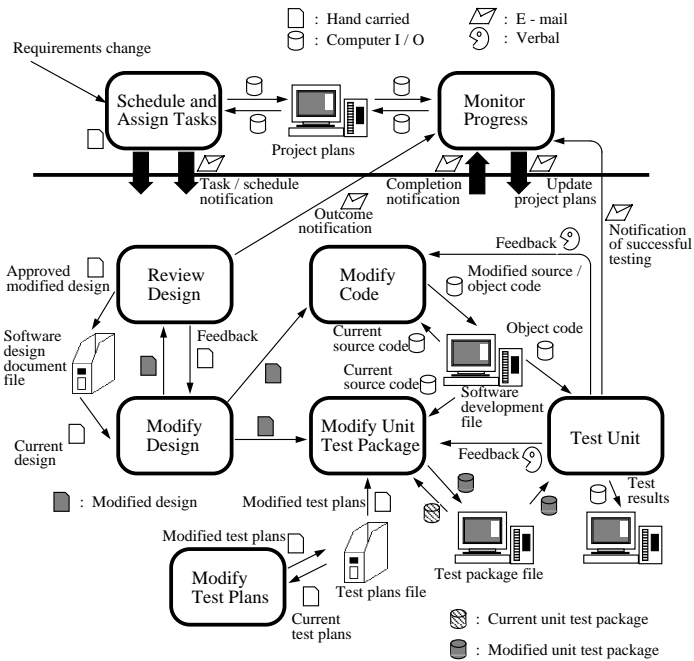 : Hand carried
: E - mail
: Computer I / O
: Verbal
Requirements change
Schedule and
Assign Tasks
Project plans
Monitor
Progress
Task / schedule
notification
Completion
notification
Update
project plans
Outcome
notification
Notification
of successful
testing
Feedback
Approved
modified design
Review
Design
Modify
Code
Modified source /
object code
Software
design
document
file
Feedback
Current
source code
Object code
Current
source code
Software
development
file
Current
design
Modify
Design
Modify Unit
Test Package
Test Unit
Feedback
: Modified design
Modified test plans
Test
results
Modified test plans
Modify
Test Plans
Test plans file
Test package file
Current
test plans
: Current unit test package
: Modified unit test package